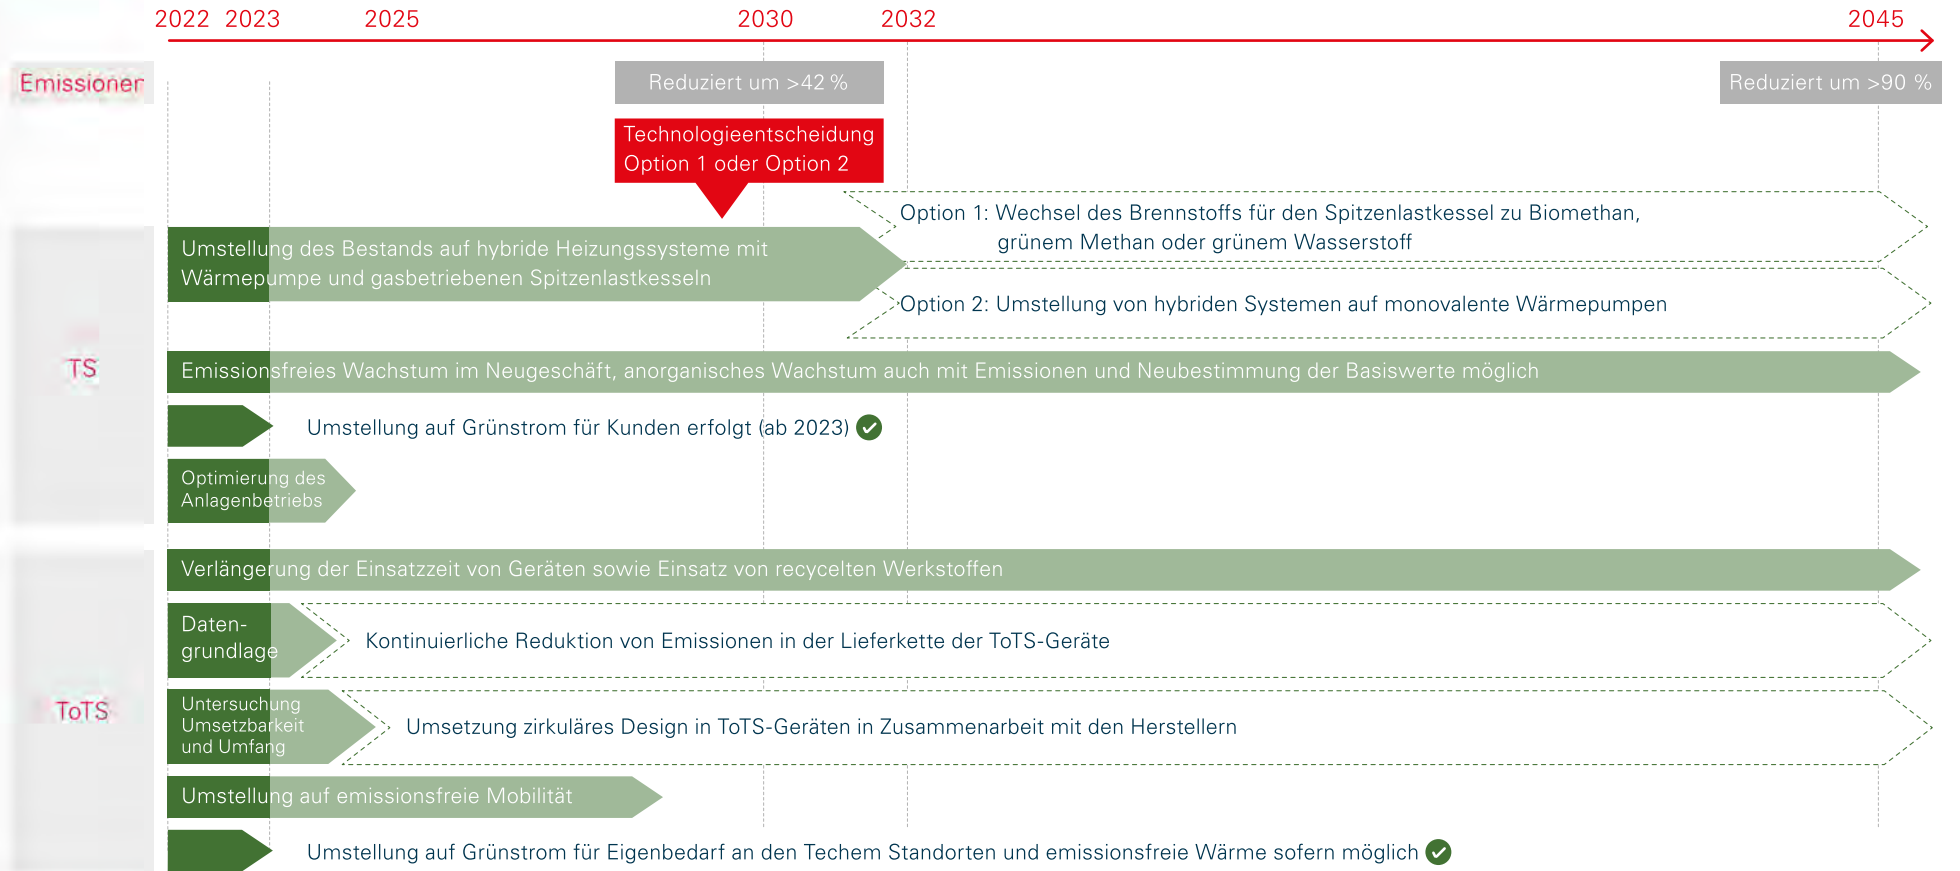 2022 2023 2025 2030 2032 2045
Emissionen
Reduziert um >42 %
Reduziert um >90 %
Technologieentscheidung
Option 1 oder Option 2
Option 1: Wechsel des Brennstoffs für den Spitzenlastkessel zu Biomethan,
grünem Methan oder grünem Wasserstoff
Umstellung des Bestands auf hybride Heizungssysteme mit
Wärmepumpe und gasbetriebenen Spitzenlastkesseln
Option 2: Umstellung von hybriden Systemen auf monovalente Wärmepumpen
TS
Emissionsfreies Wachstum im Neugeschäft, anorganisches Wachstum auch mit Emissionen und Neubestimmung der Basiswerte möglich
Umstellung auf Grünstrom für Kunden erfolgt (ab 2023)
Optimierung des
Anlagenbetriebs
Verlängerung der Einsatzzeit von Geräten sowie Einsatz von recycelten Werkstoffen
Daten-
grundlage
Kontinuierliche Reduktion von Emissionen in der Lieferkette der ToTS-Geräte
ToTS
Untersuchung
Umsetzbarkeit
und Umfang
Umsetzung zirkuläres Design in ToTS-Geräten in Zusammenarbeit mit den Herstellern
Umstellung auf emissionsfreie Mobilität
Umstellung auf Grünstrom für Eigenbedarf an den Techem Standorten und emissionsfreie Wärme sofern möglich